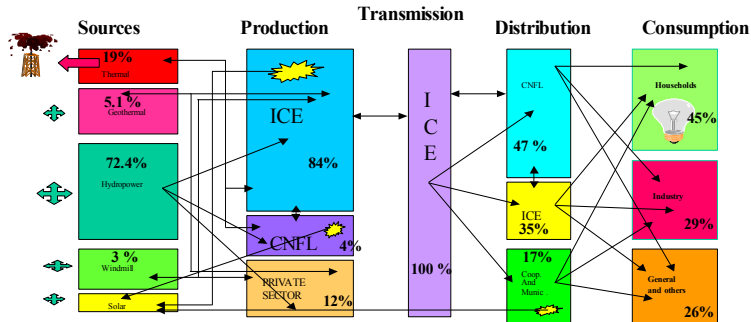 Transmission
Sources
Production
Distribution
Consumption
19%
Thermal
5.1 %
Geothermal
72.4%
Hydropower
3 %
Windmill
Solar
ICE
84%
CNFL
4%
PRIVATE
SECTOR
12%
I
C
E
100 %
CNFL
47 %
ICE
35%
17%
Coop.
And
Munic.
Households
45%
Industry
29%
General
and others
26%